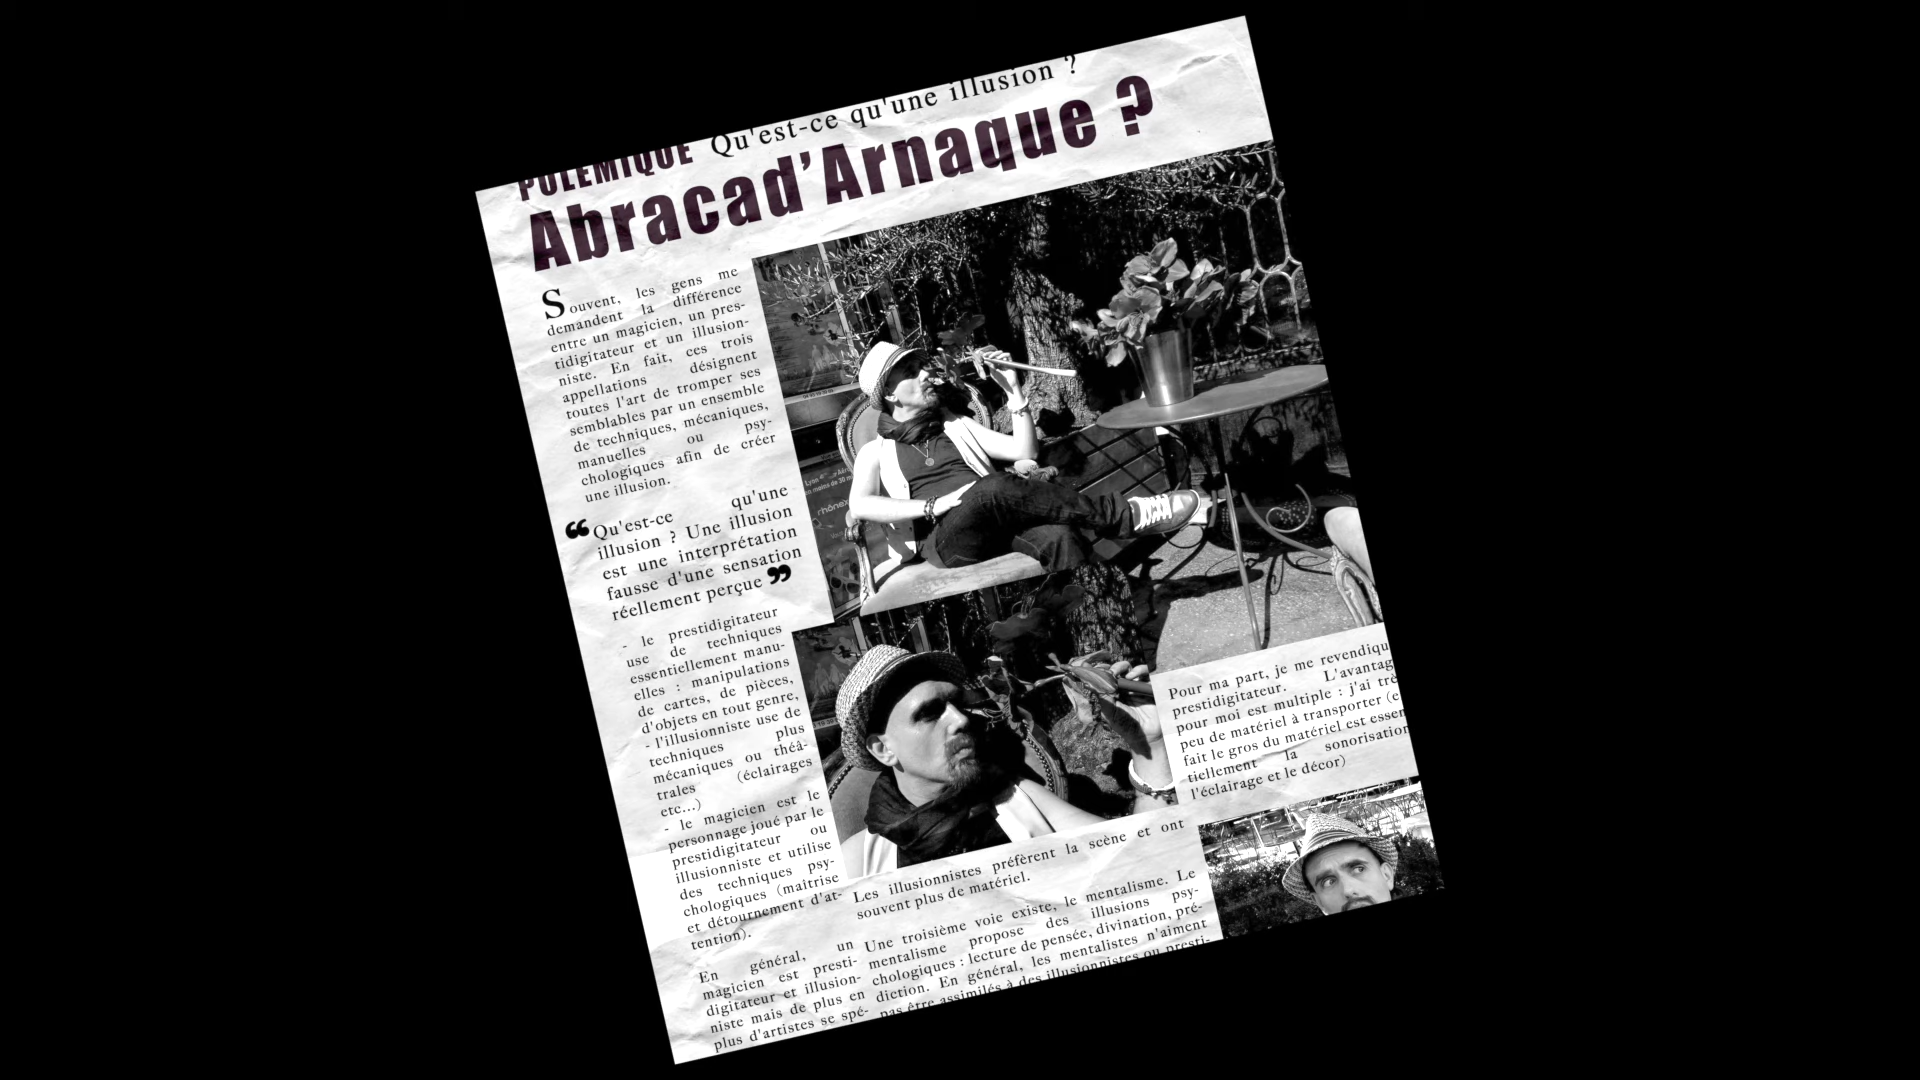 POLEMIQUE Qu'est-ce qu'une illusion ?
Abracad'Arnaque ?
Souvent, les gens me
demandent la différence
entre un magicien, un pres-
tidigitateur et un illusion-
niste. En fait, ces trois
appellations désignent
toutes l'art de tromper ses
semblables par un ensemble
de techniques, mécaniques,
manuelles ou psy-
chologiques afin de créer
une illusion.
“ Qu'est-ce qu'une
illusion ? Une illusion
est une interprétation
fausse d'une sensation
réellement perçue ”
- le prestidigitateur
use de techniques
essentiellement manu-
elles : manipulations
de cartes, de pièces,
d'objets en tout genre,
- l'illusionniste use de
techniques plus
mécaniques ou théâ-
trales (éclairages
etc...)
- le magicien est le
personnage joué par le
prestidigitateur ou
illusionniste et utilise
des techniques psy-
chologiques (maîtrise
et détournement d'at-
tention).
En général, un
magicien est presti-
digitateur et illusion-
niste mais de plus en
plus d'artistes se spé-
Les illusionnistes préfèrent la scène et ont
souvent plus de matériel.
Une troisième voie existe, le mentalisme. Le
mentalisme propose des illusions psy-
chologiques : lecture de pensée, divination, pré-
diction. En général, les mentalistes n'aiment
pas être assimilés à des illusionnistes ou presti-
Pour ma part, je me revendiqu
prestidigitateur. L'avantag
pour moi est multiple : j'ai trè
peu de matériel à transporter (e
fait le gros du matériel est essen
tiellement la sonorisation
l'éclairage et le décor)
rhônex